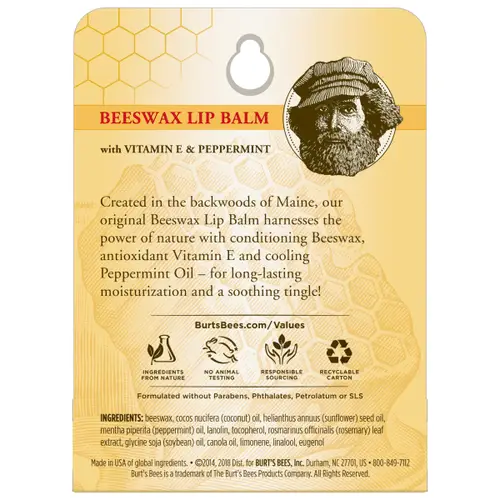 BEESWAX LIP BALM
with VITAMIN E & PEPPERMINT
Created in the backwoods of Maine, our
original Beeswax Lip Balm harnesses the
power of nature with conditioning Beeswax,
antioxidant Vitamin E and cooling
Peppermint Oil – for long-lasting
moisturization and a soothing tingle!
BurtsBees.com/Values
INGREDIENTS
FROM NATURE
NO ANIMAL
TESTING
RESPONSIBLE
SOURCING
RECYCLABLE
CARTON
Formulated without Parabens, Phthalates, Petrolatum or SLS
INGREDIENTS: beeswax, cocos nucifera (coconut) oil, helianthus annuus (sunflower) seed oil,
mentha piperita (peppermint) oil, lanolin, tocopherol, rosmarinus officinalis (rosemary) leaf
extract, glycine soja (soybean) oil, canola oil, limonene, linalool, eugenol
Made in USA of global ingredients. • ©2014, 2018 Dist. for BURT'S BEES, INC. Durham, NC 27701, US • 800-849-7112
Burt's Bees is a registered trademark of The Burt's Bees Products Company. All Rights Reserved.